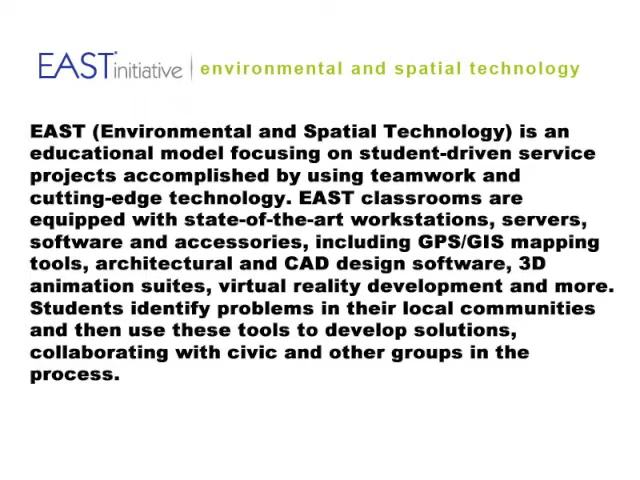 EAST® initiative | environmental and spatial technology
EAST (Environmental and Spatial Technology) is an
educational model focusing on student-driven service
projects accomplished by using teamwork and
cutting-edge technology. EAST classrooms are
equipped with state-of-the-art workstations, servers,
software and accessories, including GPS/GIS mapping
tools, architectural and CAD design software, 3D
animation suites, virtual reality development and more.
Students identify problems in their local communities
and then use these tools to develop solutions,
collaborating with civic and other groups in the
process.